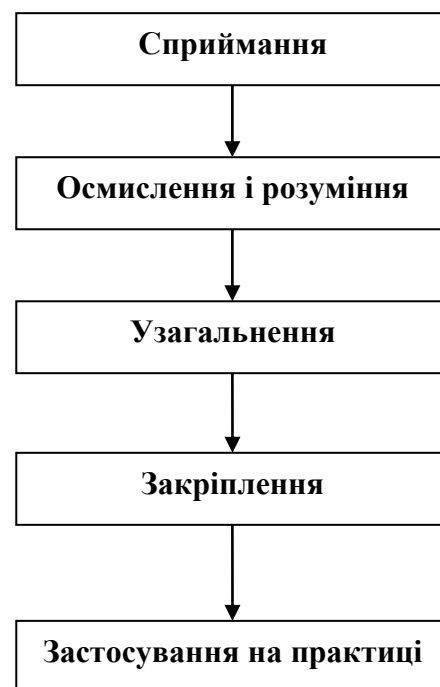 Сприймання
Осмислення і розуміння
Узагальнення
Закріплення
Застосування на практиці